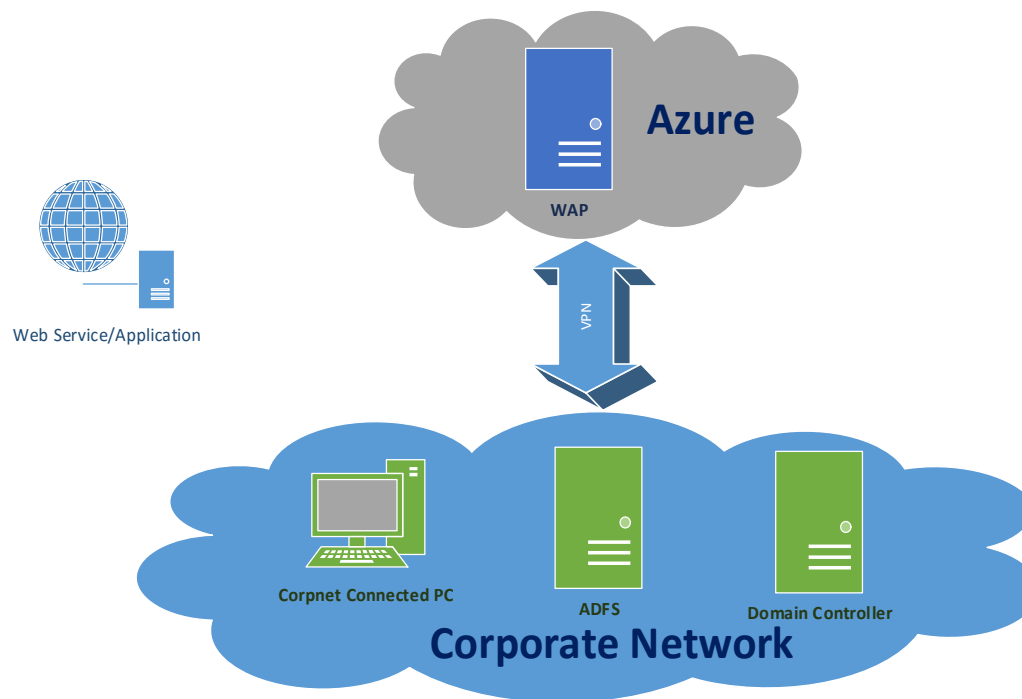 Azure
WAP
Web Service/Application
VPN
Corpnet Connected PC
ADFS
Domain Controller
Corporate Network